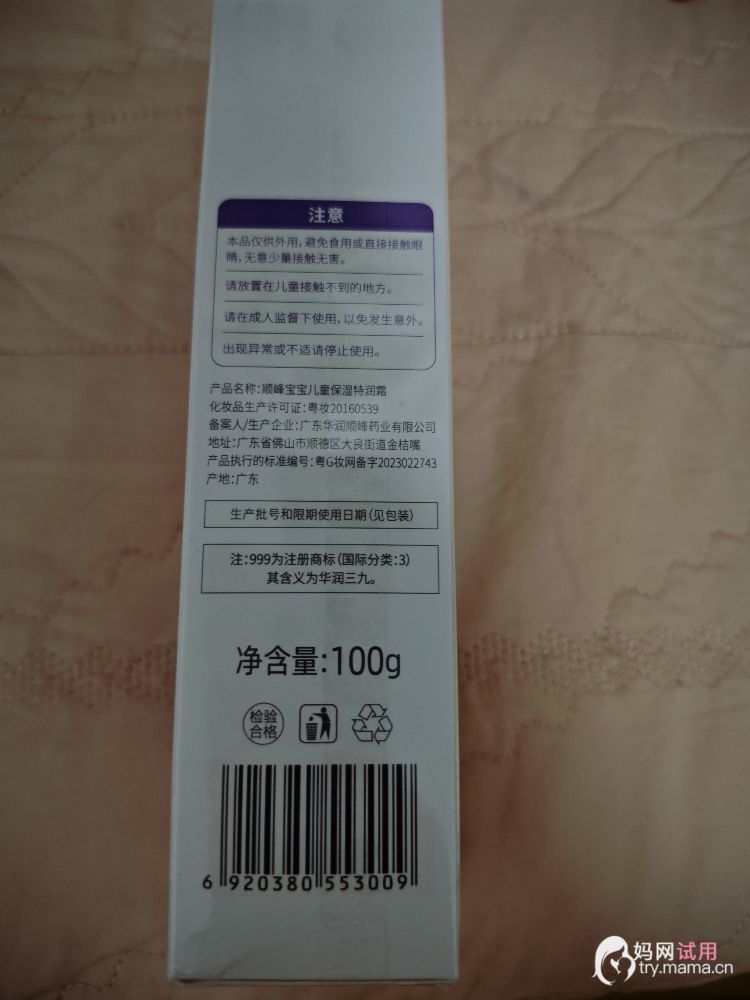 注意
本品仅供外用，避免食用或直接接触眼
睛，无意少量接触无害。
请放置在儿童接触不到的地方。
请在成人监督下使用，以免发生意外。
出现异常或不适请停止使用。
产品名称：顺峰宝宝儿童保湿特润霜
化妆品生产许可证：粤妆20160539
备案人/生产企业：广东华润顺峰药业有限公司
地址：广东省佛山市顺德区大良街道金桔嘴
产品执行的标准编号：粤G妆网备字2023022743
产地：广东
生产批号和限期使用日期（见包装）
注：999为注册商标（国际分类：3）
其含义为华润三九。
净含量：100g
检验
合格
6 920380 553009
妈网试用
try.mama.cn